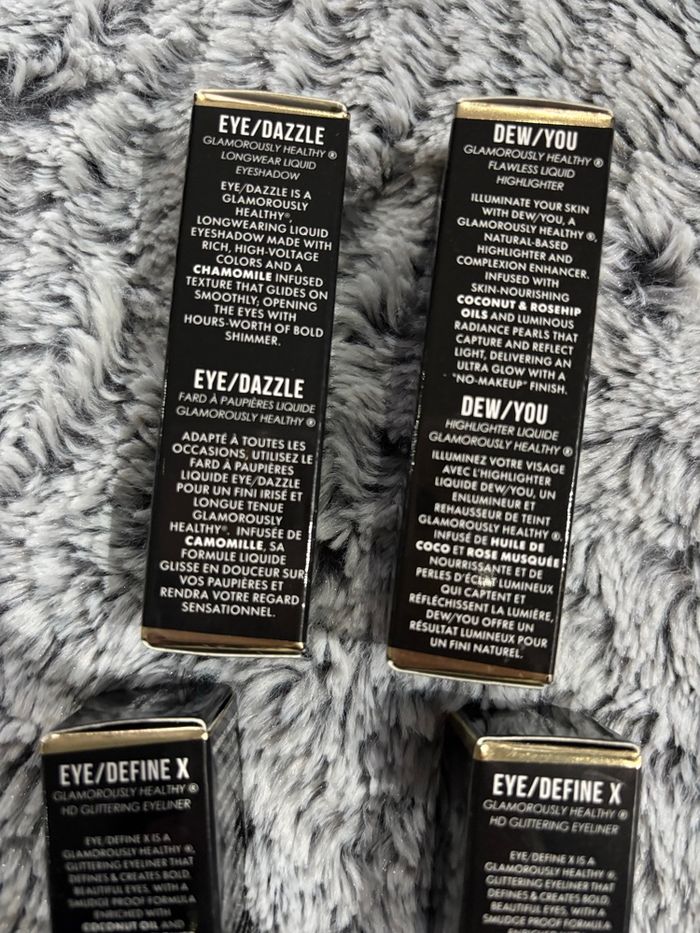 EYE/DAZZLE
GLAMOROUSLY HEALTHY ®
LONGWEAR LIQUID
EYESHADOW
EYE/DAZZLE IS A
GLAMOROUSLY
HEALTHY®,
LONGWEARING LIQUID
EYESHADOW MADE WITH
RICH, HIGH-VOLTAGE
COLORS AND A
CHAMOMILE INFUSED
TEXTURE THAT GLIDES ON
SMOOTHLY, OPENING
THE EYES WITH
HOURS-WORTH OF BOLD
SHIMMER.
EYE/DAZZLE
FARD À PAUPIÈRES LIQUIDE
GLAMOROUSLY HEALTHY ®
ADAPTÉ À TOUTES LES
OCCASIONS, UTILISEZ LE
FARD À PAUPIÈRES
LIQUIDE EYE/DAZZLE
POUR UN FINI IRISÉ ET
LONGUE TENUE
GLAMOROUSLY
HEALTHY®. INFUSÉE DE
CAMOMILLE, SA
FORMULE LIQUIDE
GLISSE EN DOUCEUR SUR
VOS PAUPIÈRES ET
RENDRA VOTRE REGARD
SENSATIONNEL.
DEW/YOU
GLAMOROUSLY HEALTHY ®
FLAWLESS LIQUID
HIGHLIGHTER
ILLUMINATE YOUR SKIN
WITH DEW/YOU, A
GLAMOROUSLY HEALTHY ®,
NATURAL-BASED
HIGHLIGHTER AND
COMPLEXION ENHANCER.
INFUSED WITH
SKIN-NOURISHING
COCONUT & ROSEHIP
OILS AND LUMINOUS
RADIANCE PEARLS THAT
CAPTURE AND REFLECT
LIGHT, DELIVERING AN
ULTRA GLOW WITH A
"NO-MAKEUP" FINISH.
DEW/YOU
HIGHLIGHTER LIQUIDE
GLAMOROUSLY HEALTHY ®
ILLUMINEZ VOTRE VISAGE
AVEC L'HIGHLIGHTER
LIQUIDE DEW/YOU, UN
ENLUMINEUR ET
REHAUSSEUR DE TEINT
GLAMOROUSLY HEALTHY ®,
INFUSÉ DE HUILE DE
COCO ET ROSE MUSQUÉE
NOURRISSANTE ET DE
PERLES D'ÉCLAT LUMINEUX
QUI CAPTENT ET
RÉFLÉCHISSENT LA LUMIÈRE,
DEW/YOU OFFRE UN
RÉSULTAT LUMINEUX POUR
UN FINI NATUREL.
EYE/DEFINE X
GLAMOROUSLY HEALTHY ®
HD GLITTERING EYELINER
EYE/DEFINE X IS A
GLAMOROUSLY HEALTHY ®,
GLITTERING EYELINER THAT
DEFINES & CREATES BOLD,
BEAUTIFUL EYES, WITH A
SMUDGE PROOF FORMULA
ENRICHED WITH
COCONUT OIL AND
EYE/DEFINE X
GLAMOROUSLY HEALTHY ®
HD GLITTERING EYELINER
EYE/DEFINE X IS A
GLAMOROUSLY HEALTHY ®,
GLITTERING EYELINER THAT
DEFINES & CREATES BOLD,
BEAUTIFUL EYES, WITH A
SMUDGE PROOF FORMULA
ENRICHED WITH